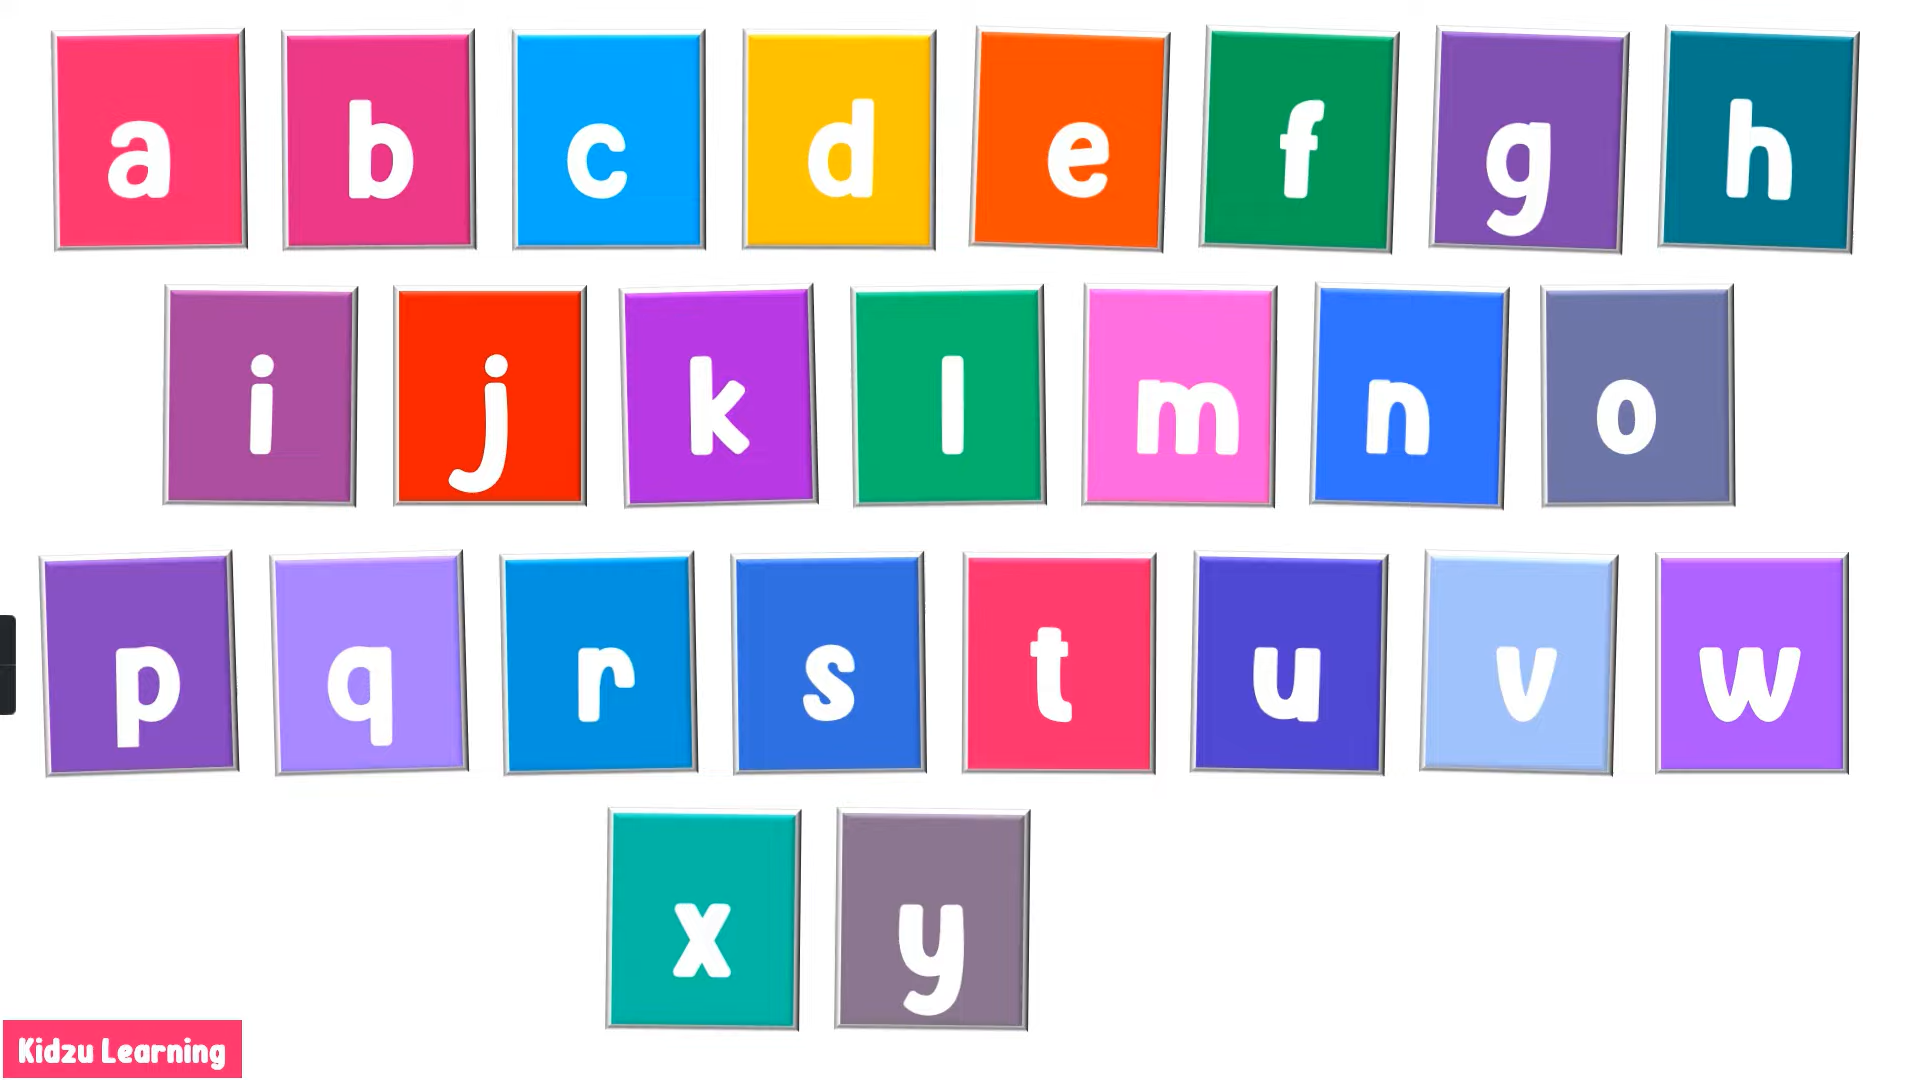 a b c d e f g h
i j k l m n o
p q r s t u v w
x y
Kidzu Learning